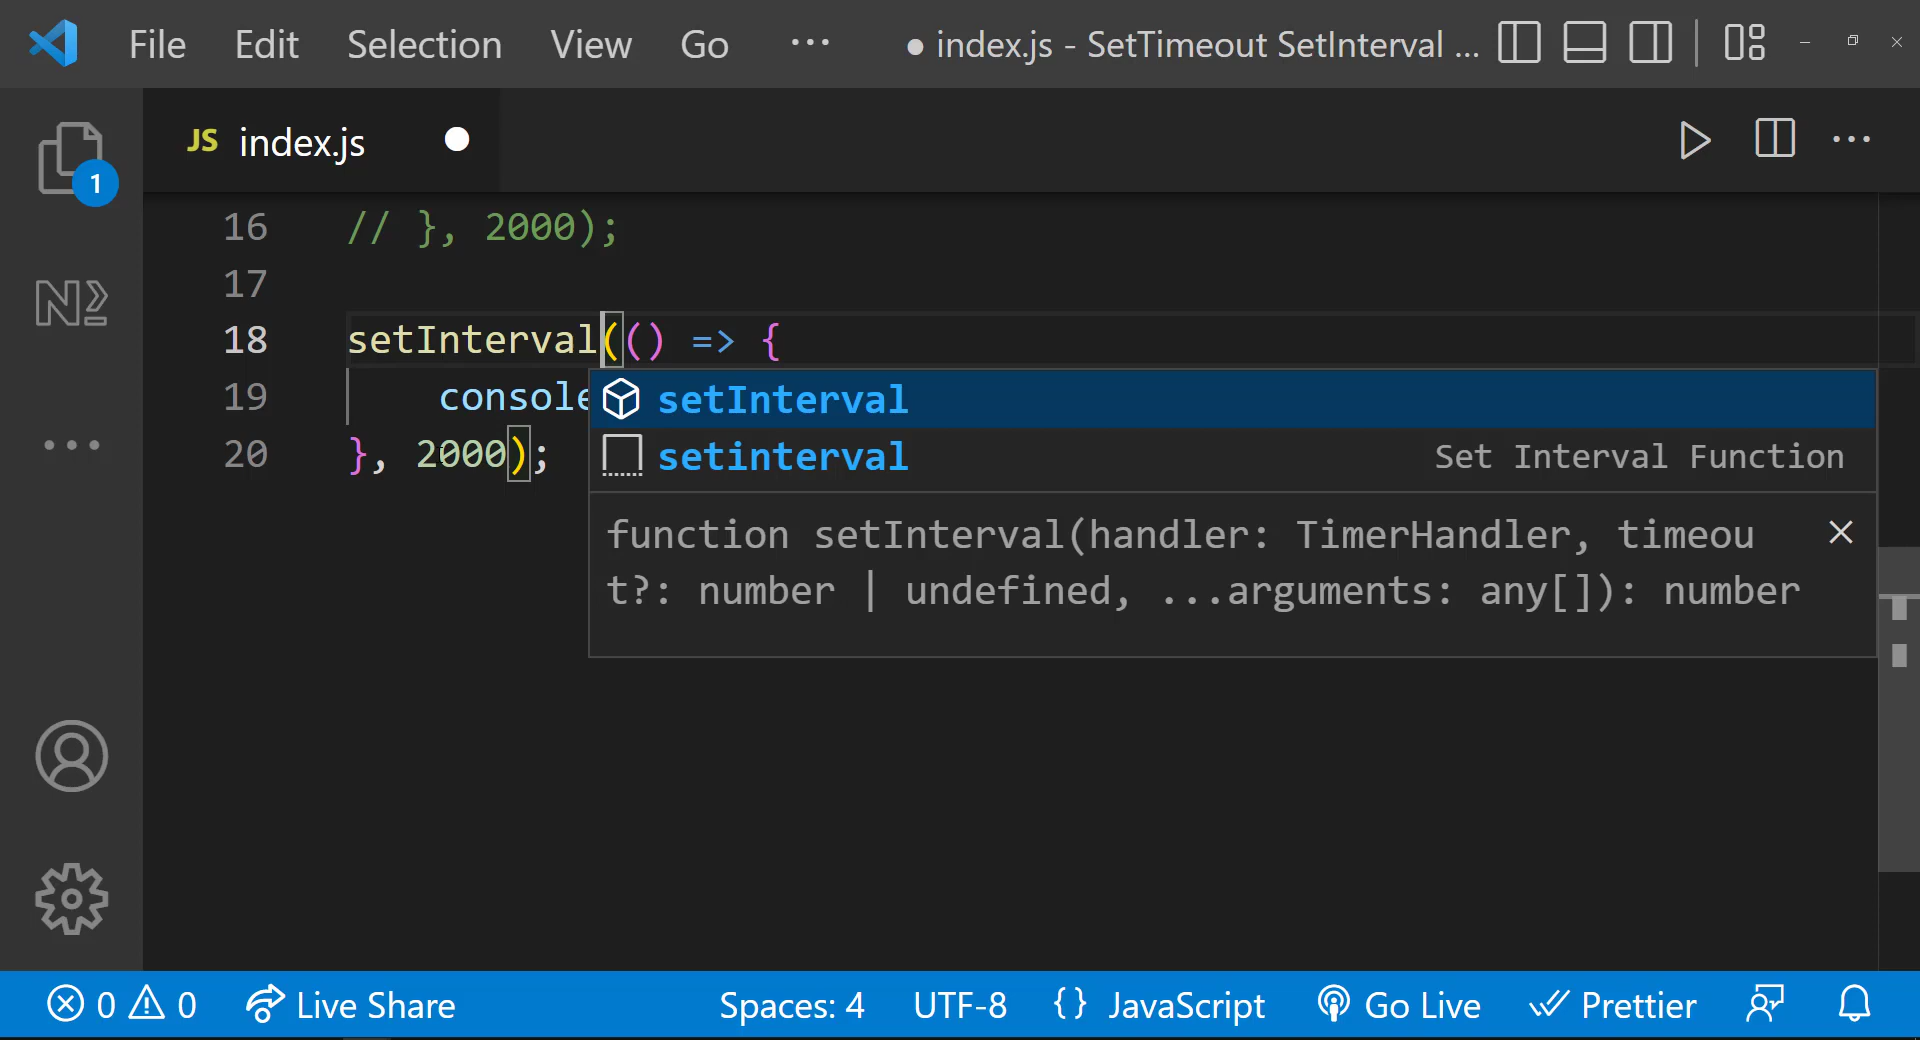 File Edit Selection View Go ··· ● index.js - SetTimeout SetInterval ...
JS index.js ●
1
16 // }, 2000);
17
18 setInterval(() => {
19 console
20 }, 2000);
setInterval
setinterval Set Interval Function
function setInterval(handler: TimerHandler, timeou
t?: number | undefined, ...arguments: any[]): number
0 0 Live Share Spaces: 4 UTF-8 {} JavaScript Go Live Prettier